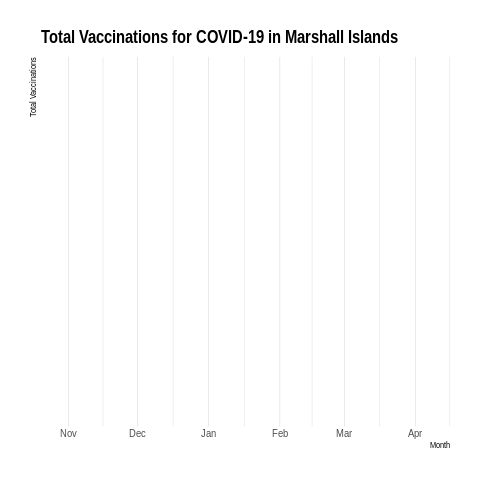 Total Vaccinations for COVID-19 in Marshall Islands
Total Vaccinations
Nov Dec Jan Feb Mar Apr
Month